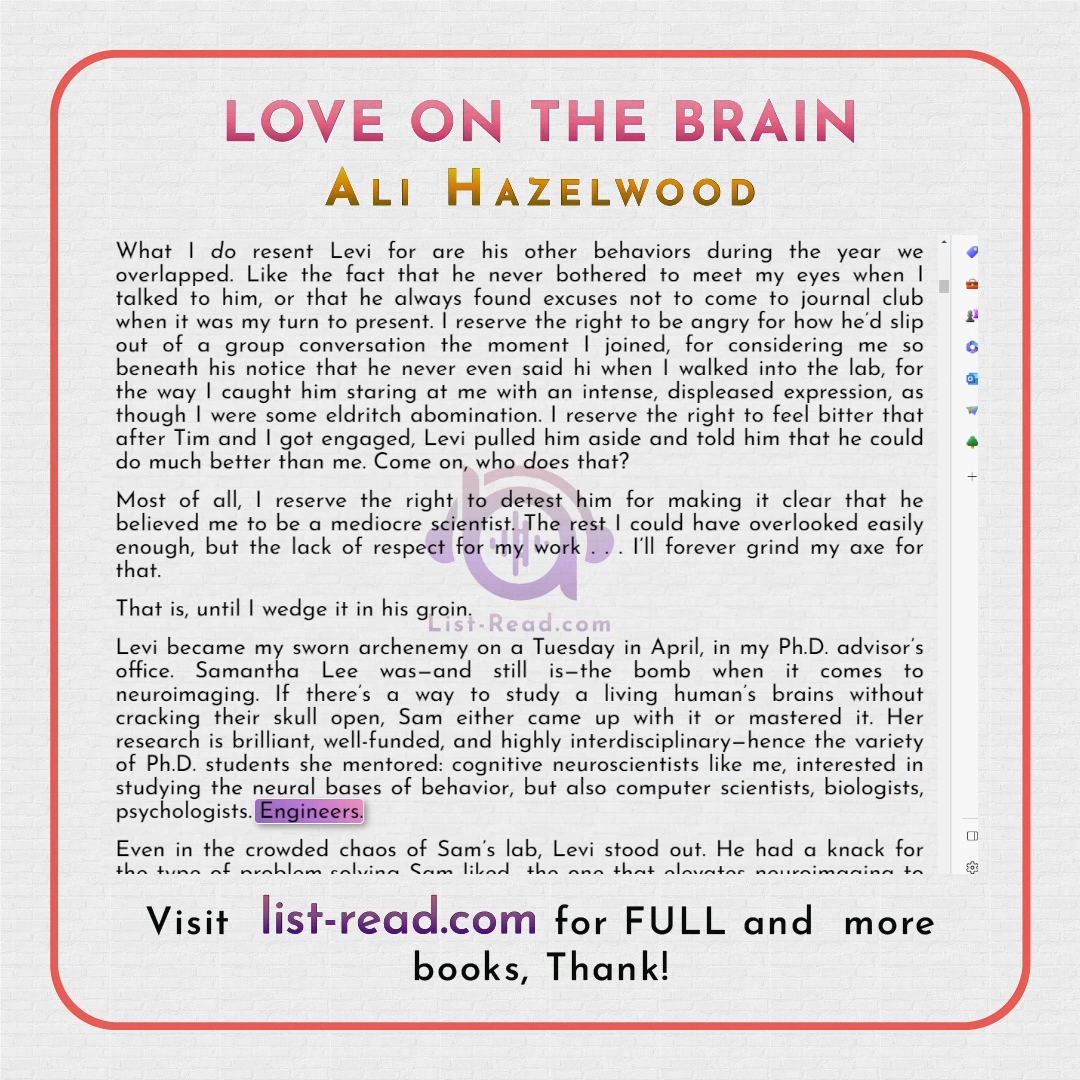 LOVE ON THE BRAIN
ALI HAZELWOOD
What I do resent Levi for are his other behaviors during the year we
overlapped. Like the fact that he never bothered to meet my eyes when I
talked to him, or that he always found excuses not to come to journal club
when it was my turn to present. I reserve the right to be angry for how he’d slip
out of a group conversation the moment I joined, for considering me so
beneath his notice that he never even said hi when I walked into the lab, for
the way I caught him staring at me with an intense, displeased expression, as
though I were some eldritch abomination. I reserve the right to feel bitter that
after Tim and I got engaged, Levi pulled him aside and told him that he could
do much better than me. Come on, who does that?
Most of all, I reserve the right to detest him for making it clear that he
believed me to be a mediocre scientist. The rest I could have overlooked easily
enough, but the lack of respect for my work . . . I’ll forever grind my axe for
that.
That is, until I wedge it in his groin.
List-Read.com
Levi became my sworn archenemy on a Tuesday in April, in my Ph.D. advisor’s
office. Samantha Lee was—and still is—the bomb when it comes to
neuroimaging. If there’s a way to study a living human’s brains without
cracking their skull open, Sam either came up with it or mastered it. Her
research is brilliant, well-funded, and highly interdisciplinary—hence the variety
of Ph.D. students she mentored: cognitive neuroscientists like me, interested in
studying the neural bases of behavior, but also computer scientists, biologists,
psychologists. Engineers.
Even in the crowded chaos of Sam’s lab, Levi stood out. He had a knack for
the type of problem-solving Sam liked—the one that elevates neuroimaging to
Visit list-read.com for FULL and more
books, Thank!